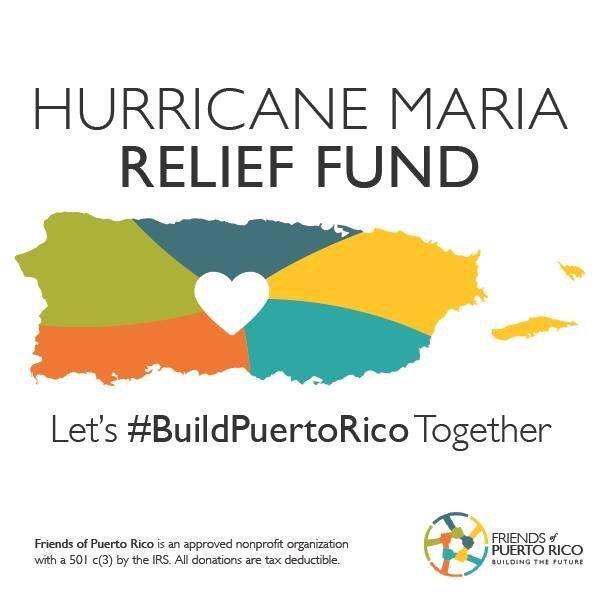 HURRICANE MARIA
RELIEF FUND
Let's #BuildPuertoRico Together
Friends of Puerto Rico is an approved nonprofit organization
with a 501 c(3) by the IRS. All donations are tax deductible.
FRIENDS of
PUERTO RICO
BUILDING THE FUTURE